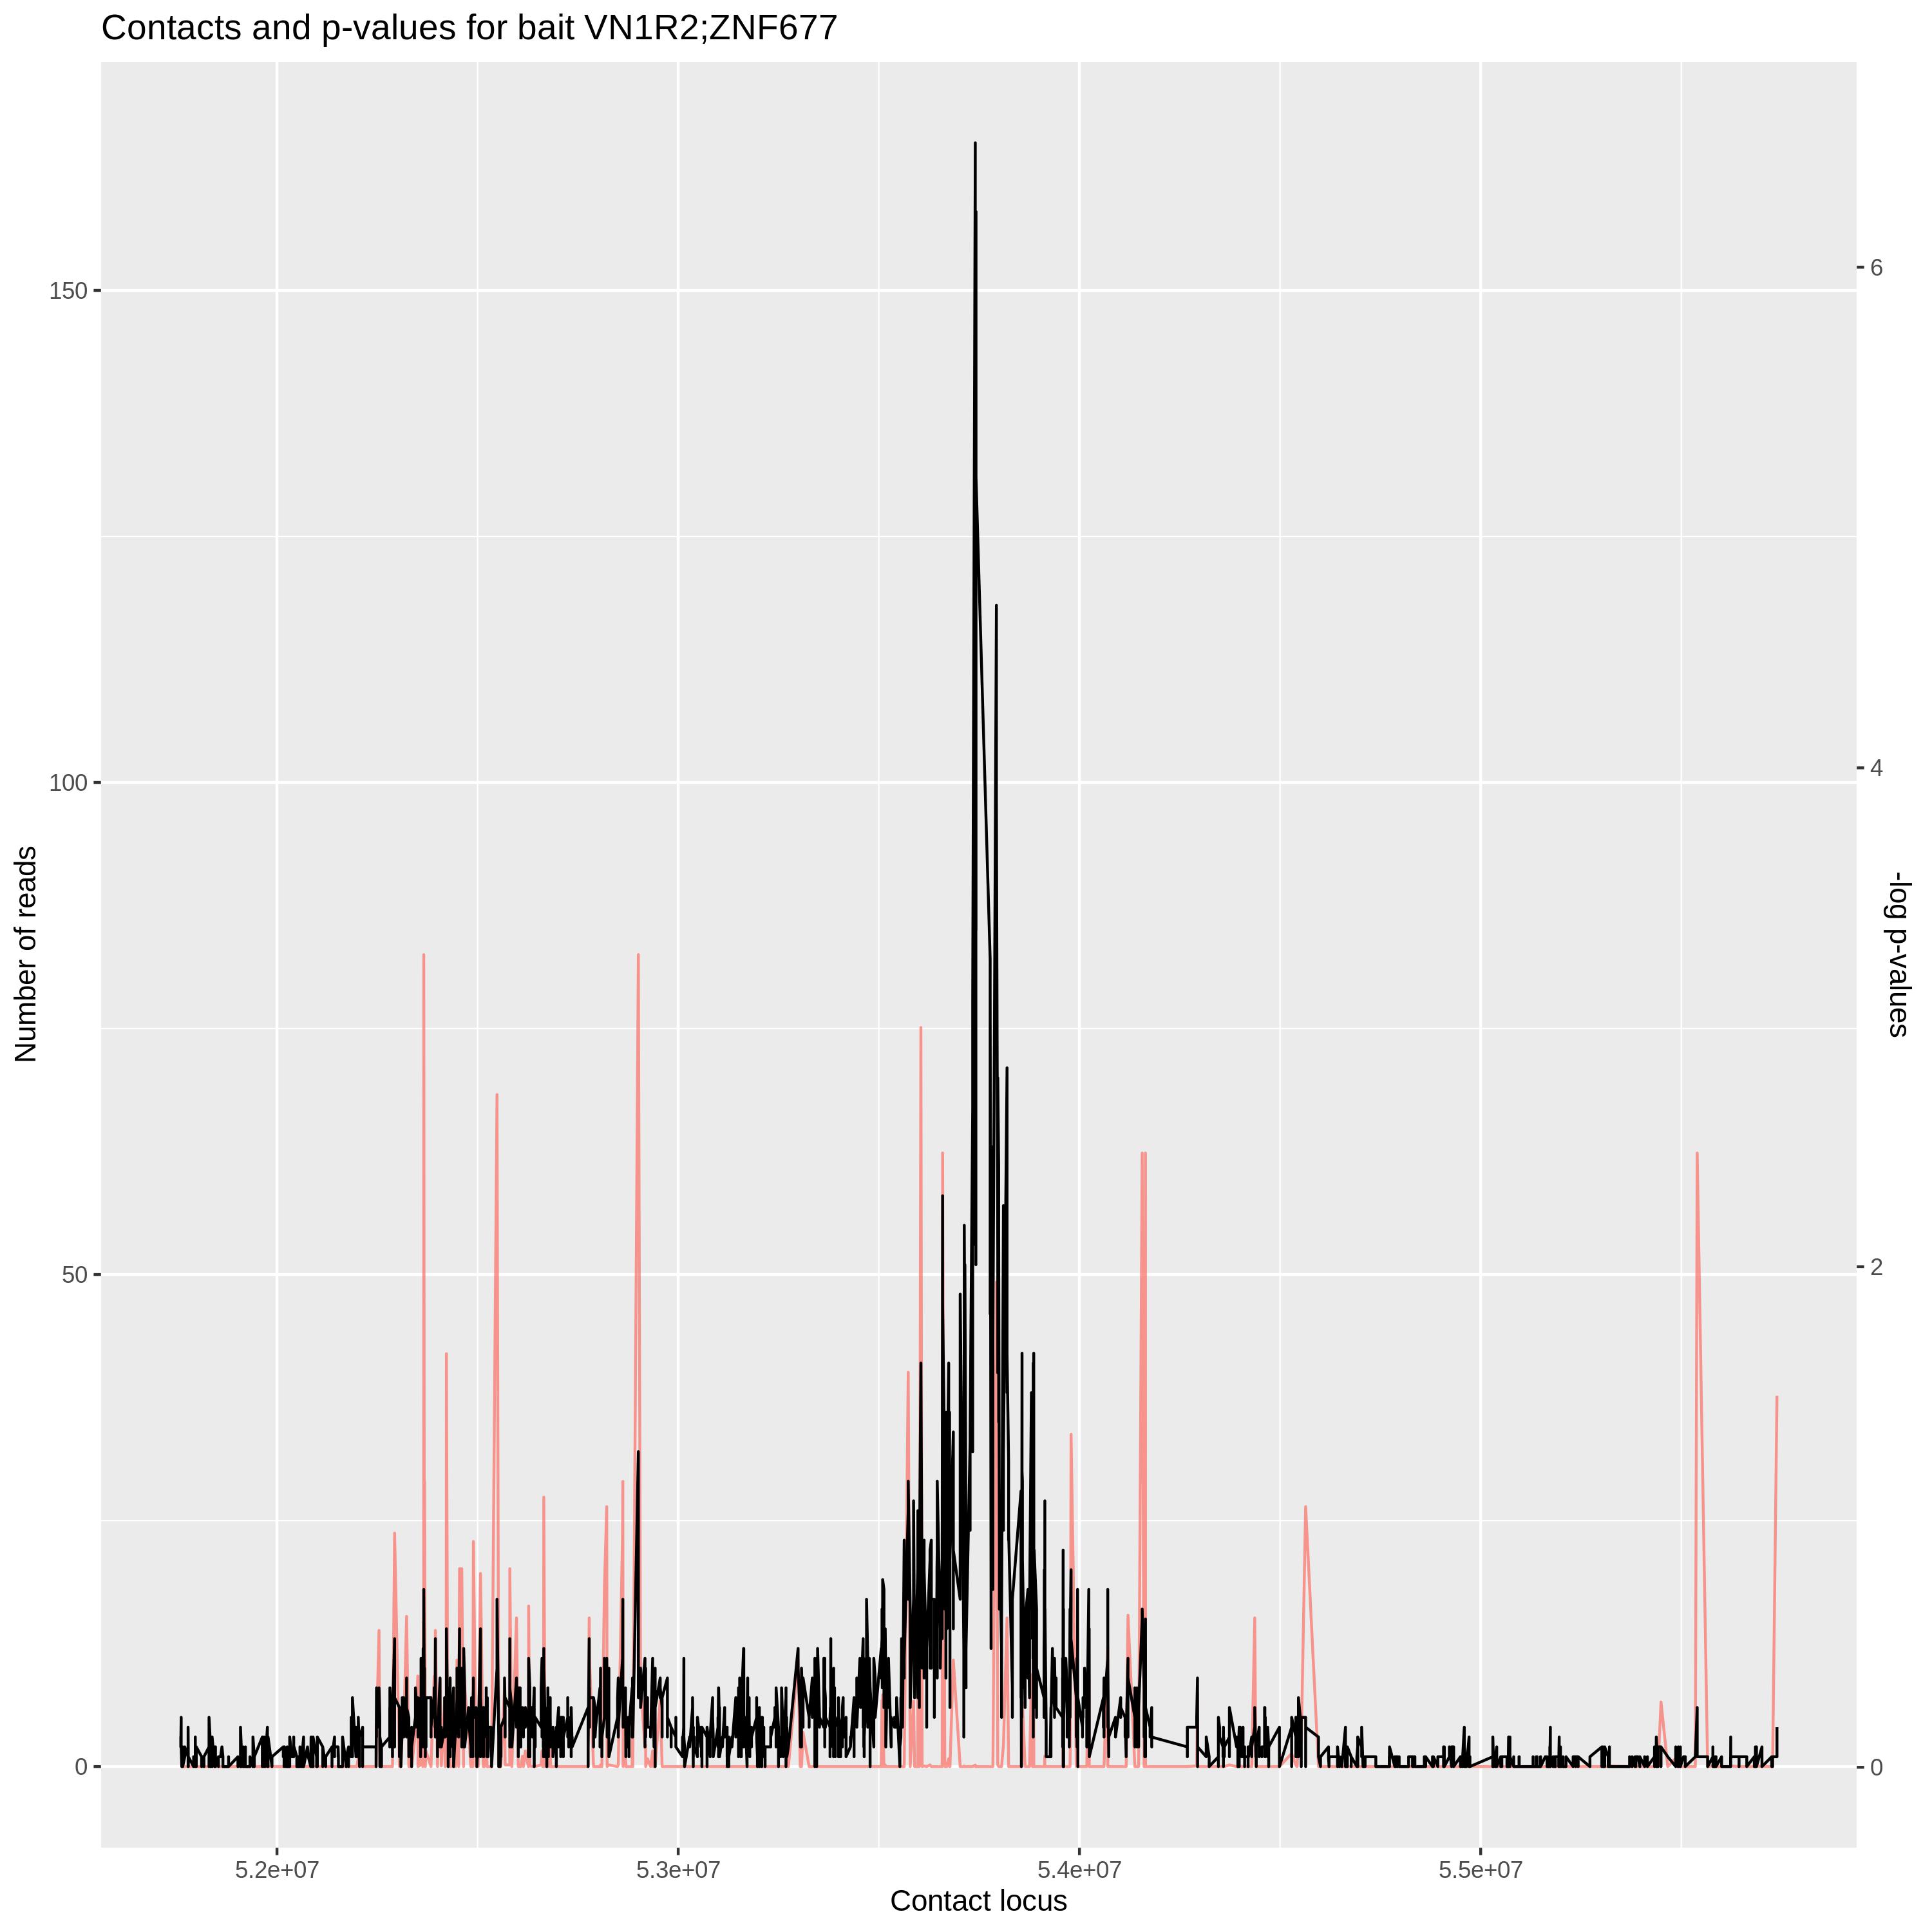 Contacts and p-values for bait VN1R2;ZNF677
150
100
50
0
6
4
2
0
Number of reads
-log p-values
5.2e+07
5.3e+07
5.4e+07
5.5e+07
Contact locus